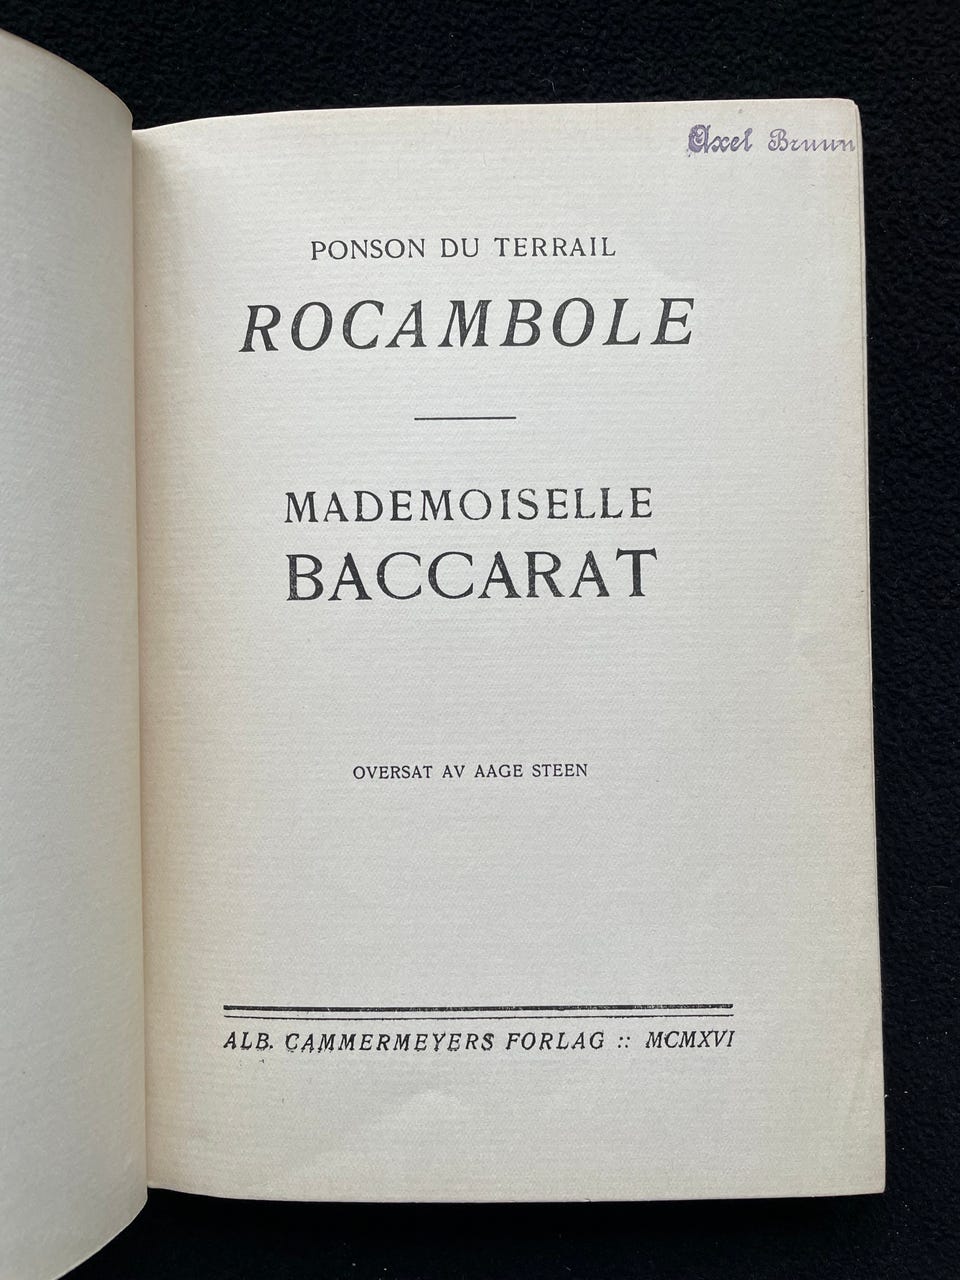 Axel Bruun
PONSON DU TERRAIL
ROCAMBOLE
MADEMOISELLE
BACCARAT
OVERSAT AV AAGE STEEN
ALB. CAMMERMEYERS FORLAG :: MCMXVI